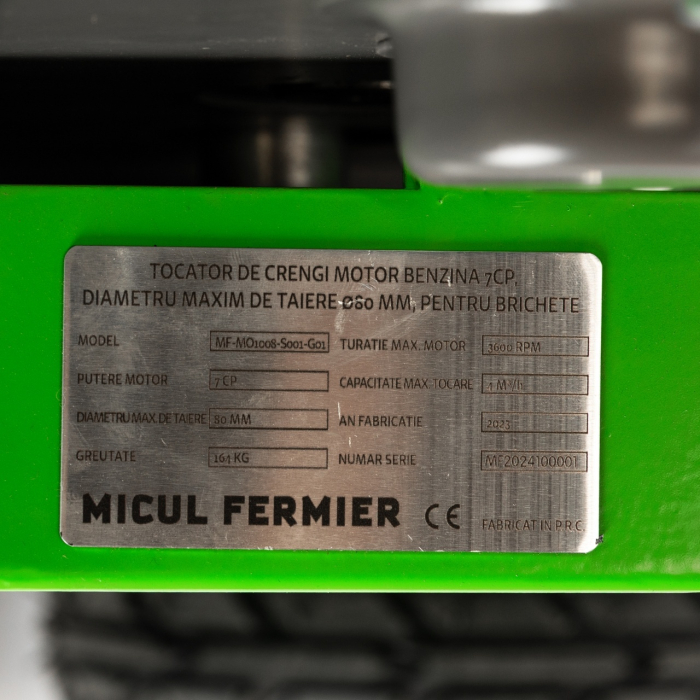 TOCATOR DE CRENGI MOTOR BENZINA 7CP,
DIAMETRU MAXIM DE TAIERE Ø80 MM, PENTRU BRICHETE
MODEL MF-MO1008-S001-G01 TURATIE MAX. MOTOR 3600 RPM
PUTERE MOTOR 7 CP CAPACITATE MAX. TOCARE M³/h
DIAMETRU MAX. DE TAIERE 80 MM AN FABRICATIE 2023
GREUTATE 164 KG NUMAR SERIE MF2024100001
MICUL FERMIER CE FABRICAT IN P.R.C.